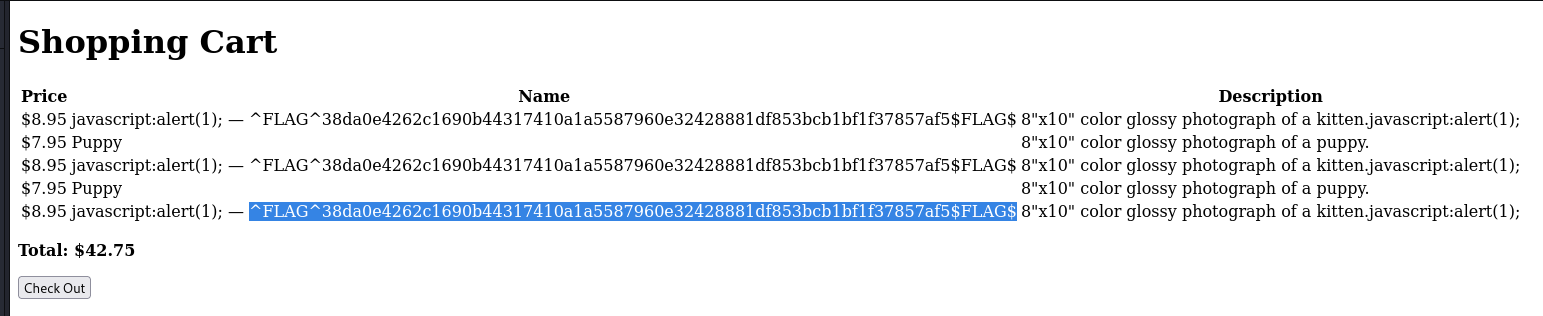 Shopping Cart
Price Name Description
$8.95 javascript:alert(1); — ^FLAG^38da0e4262c1690b44317410a1a5587960e32428881df853bcb1bf1f37857af5$FLAG$ 8"x10" color glossy photograph of a kitten.javascript:alert(1);
$7.95 Puppy 8"x10" color glossy photograph of a puppy.
$8.95 javascript:alert(1); — ^FLAG^38da0e4262c1690b44317410a1a5587960e32428881df853bcb1bf1f37857af5$FLAG$ 8"x10" color glossy photograph of a kitten.javascript:alert(1);
$7.95 Puppy 8"x10" color glossy photograph of a puppy.
$8.95 javascript:alert(1); — ^FLAG^38da0e4262c1690b44317410a1a5587960e32428881df853bcb1bf1f37857af5$FLAG$ 8"x10" color glossy photograph of a kitten.javascript:alert(1);
Total: $42.75
Check Out